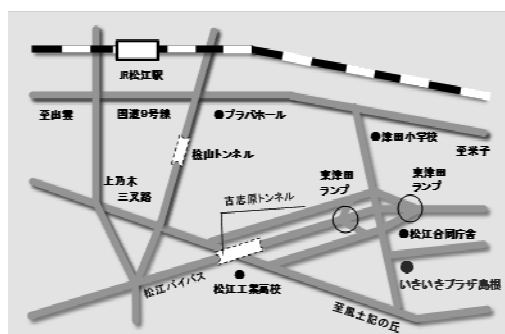 JR松江駅
至出雲
国道9号線
●プラバホール
●津田小学校
至米子
桧山トンネル
東津田
ランプ
東津田
ランプ
上乃木
三叉路
古志原トンネル
●松江合同庁舎
いきいきプラザ島根
松江バイパス
松江工業高校
至風土記の丘